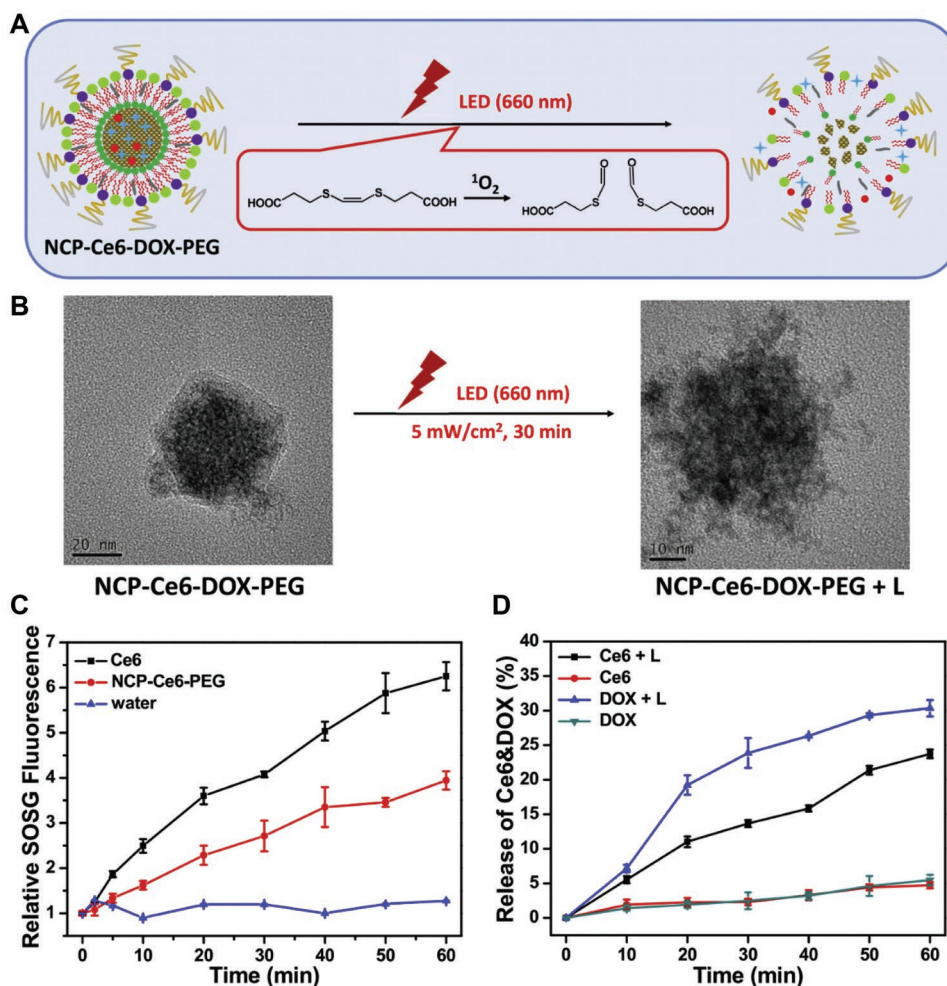 A
LED (660 nm)
¹O₂
HOOC S S COOH
O O
HOOC S S COOH
NCP-Ce6-DOX-PEG
B
LED (660 nm)
5 mW/cm², 30 min
20 nm
10 nm
NCP-Ce6-DOX-PEG
NCP-Ce6-DOX-PEG + L
C
Relative SOSG Fluuorescence
7
6
5
4
3
2
1
Ce6
NCP-Ce6-PEG
water
0 10 20 30 40 50 60
Time (min)
D
Release of Ce6&DOX (%)
40
35
30
25
20
15
10
5
0
Ce6 + L
Ce6
DOX + L
DOX
0 10 20 30 40 50 60
Time (min)